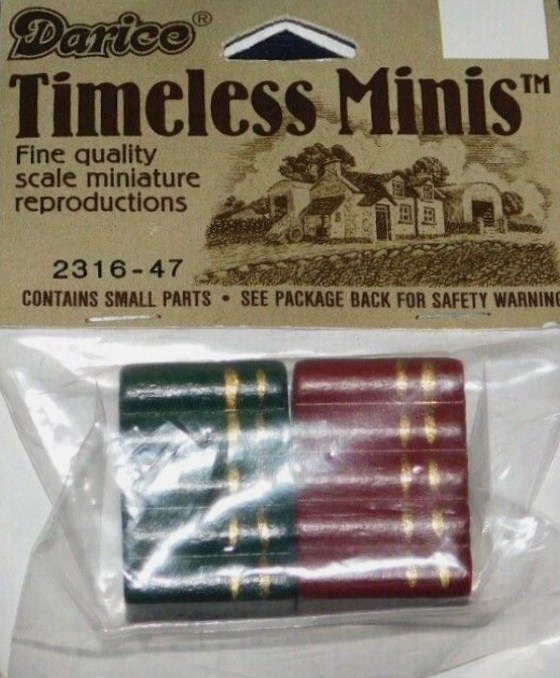 Darice®
Timeless Minis™
Fine quality
scale miniature
reproductions
2316-47
CONTAINS SMALL PARTS • SEE PACKAGE BACK FOR SAFETY WARNING